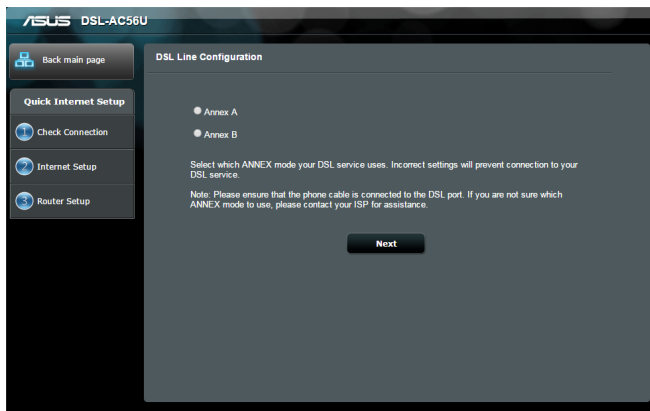 ASUS DSL-AC56U
Back main page
Quick Internet Setup
1 Check Connection
2 Internet Setup
3 Router Setup
DSL Line Configuration
Annex A
Annex B
Select which ANNEX mode your DSL service uses. Incorrect settings will prevent connection to your
DSL service.
Note: Please ensure that the phone cable is connected to the DSL port. If you are not sure which
ANNEX mode to use, please contact your ISP for assistance.
Next